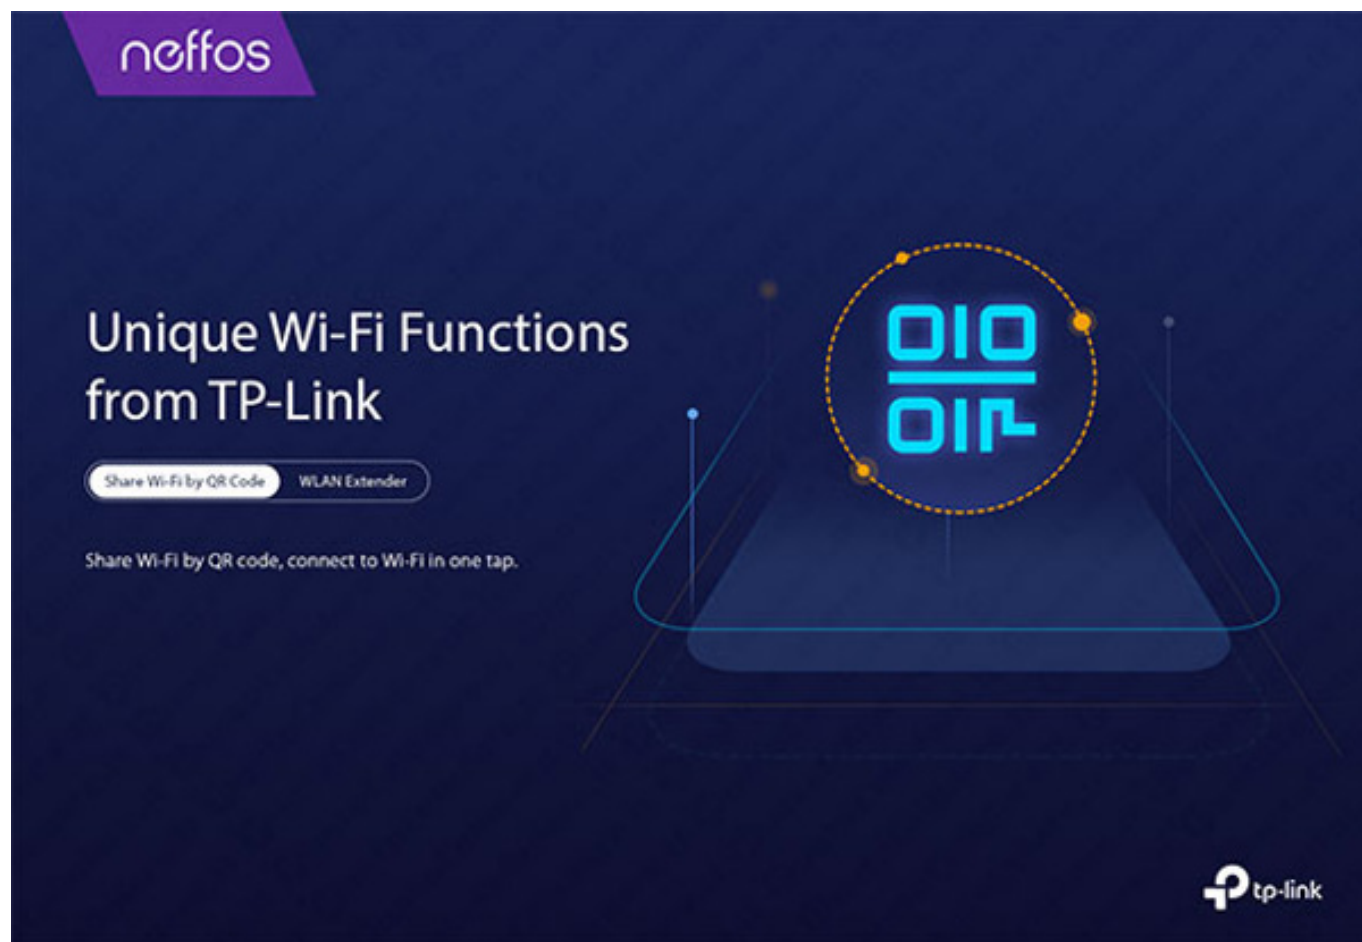 neffos
Unique Wi-Fi Functions
from TP-Link
Share Wi-Fi by QR Code
WLAN Extender
Share Wi-Fi by QR code, connect to Wi-Fi in one tap.
tp-link